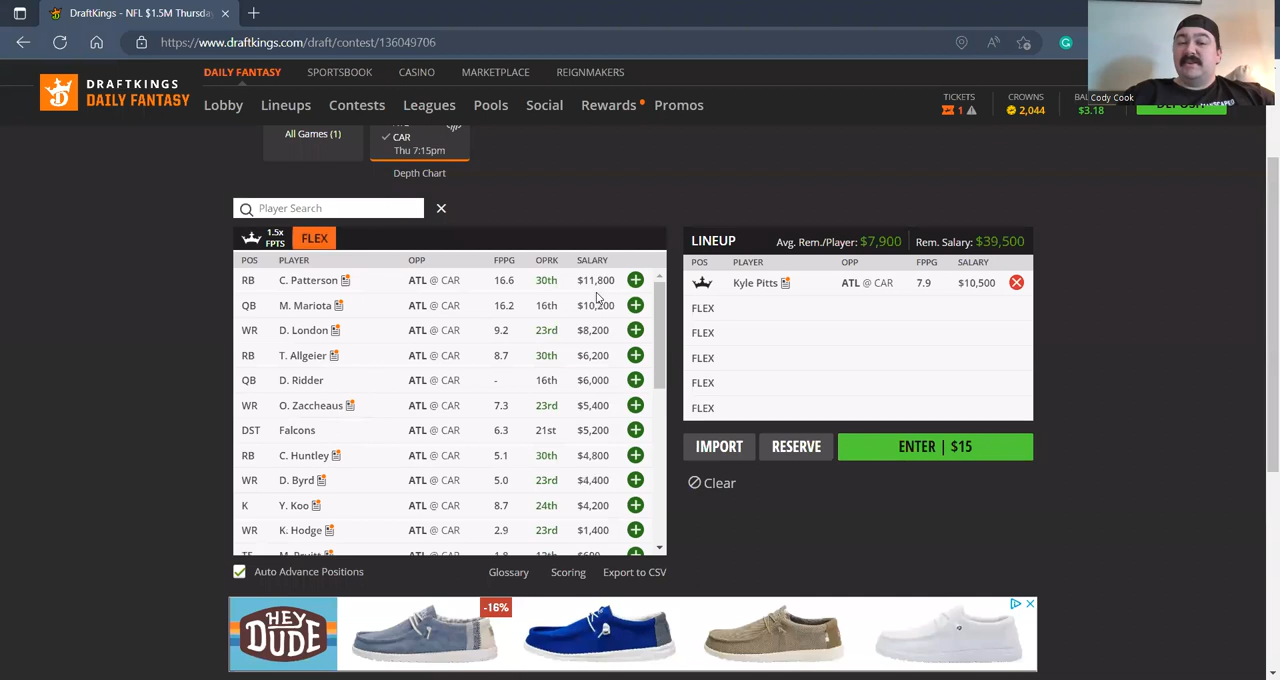 DraftKings - NFL $1.5M Thursda
https://www.draftkings.com/draft/contest/136049706
Cody Cook
DRAFTKINGS
DAILY FANTASY
DAILY FANTASY SPORTSBOOK CASINO MARKETPLACE REIGNMAKERS
Lobby Lineups Contests Leagues Pools Social Rewards Promos
TICKETS 1
CROWNS 2,044
$3.18
All Games (1)
CAR
Thu 7:15pm
Depth Chart
Player Search
1.5x FPTS FLEX
POS PLAYER OPP FPPG OPRK SALARY
RB C. Patterson ATL @ CAR 16.6 30th $11,800
QB M. Mariota ATL @ CAR 16.2 16th $10,200
WR D. London ATL @ CAR 9.2 23rd $8,200
RB T. Allgeier ATL @ CAR 8.7 30th $6,200
QB D. Ridder ATL @ CAR - 16th $6,000
WR O. Zaccheaus ATL @ CAR 7.3 23rd $5,400
DST Falcons ATL @ CAR 6.3 21st $5,200
RB C. Huntley ATL @ CAR 5.1 30th $4,800
WR D. Byrd ATL @ CAR 5.0 23rd $4,400
K Y. Koo ATL @ CAR 8.7 24th $4,200
WR K. Hodge ATL @ CAR 2.9 23rd $1,400
Auto Advance Positions
Glossary Scoring Export to CSV
LINEUP Avg. Rem./Player: $7,900 Rem. Salary: $39,500
POS PLAYER OPP FPPG SALARY
Kyle Pitts ATL @ CAR 7.9 $10,500
FLEX
FLEX
FLEX
FLEX
FLEX
IMPORT RESERVE ENTER | $15
Clear
HEY
DUDE
-16%